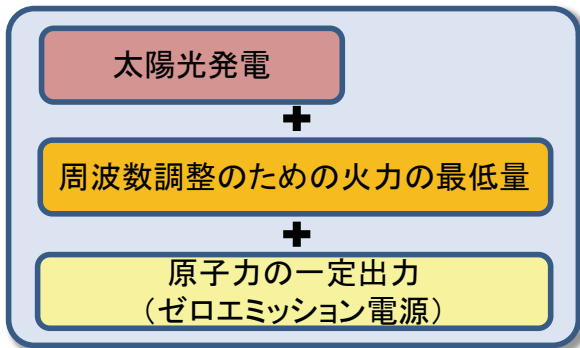 太陽光発電
+
周波数調整のための火力の最低量
+
原子力の一定出力
（ゼロエミッション電源）